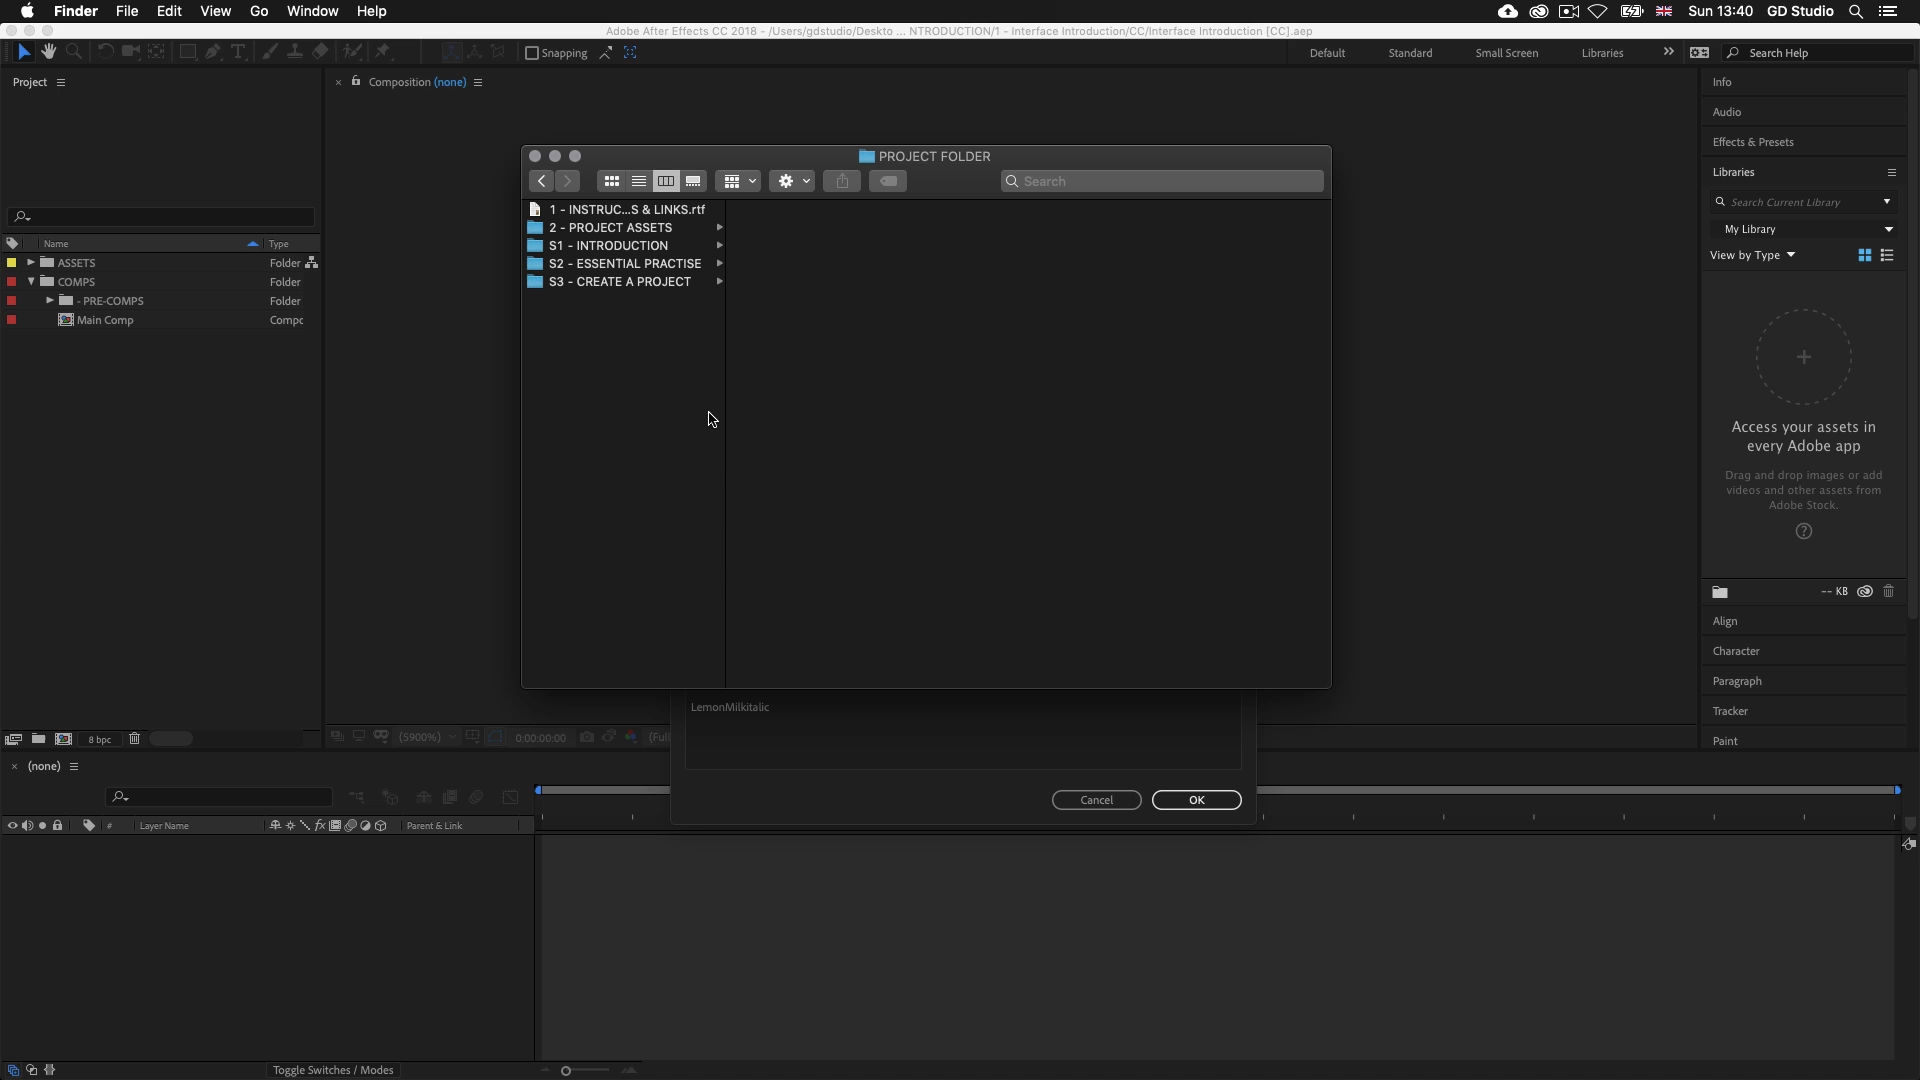 Finder File Edit View Go Window Help
Sun 13:40 GD Studio
Adobe After Effects CC 2018 - /Users/gdstudio/Deskto ... NTRODUCTION/1 - Interface Introduction/CC/Interface Introduction [CC].aep
Snapping
Default Standard Small Screen Libraries
Search Help
Project
Composition (none)
Info
Audio
Effects & Presets
Libraries
Search Current Library
My Library
View by Type
Name Type
ASSETS Folder
COMPS Folder
- PRE-COMPS Folder
Main Comp Compc
PROJECT FOLDER
Search
1 - INSTRUC...S & LINKS.rtf
2 - PROJECT ASSETS
S1 - INTRODUCTION
S2 - ESSENTIAL PRACTISE
S3 - CREATE A PROJECT
Access your assets in
every Adobe app
Drag and drop images or add
videos and other assets from
Adobe Stock.
?
-- KB
Align
Character
Paragraph
Tracker
Paint
LemonMilkitalic
8 bpc
(5900%) 0:00:00:00 (Full
Cancel OK
(none)
# Layer Name fx Parent & Link
Toggle Switches / Modes